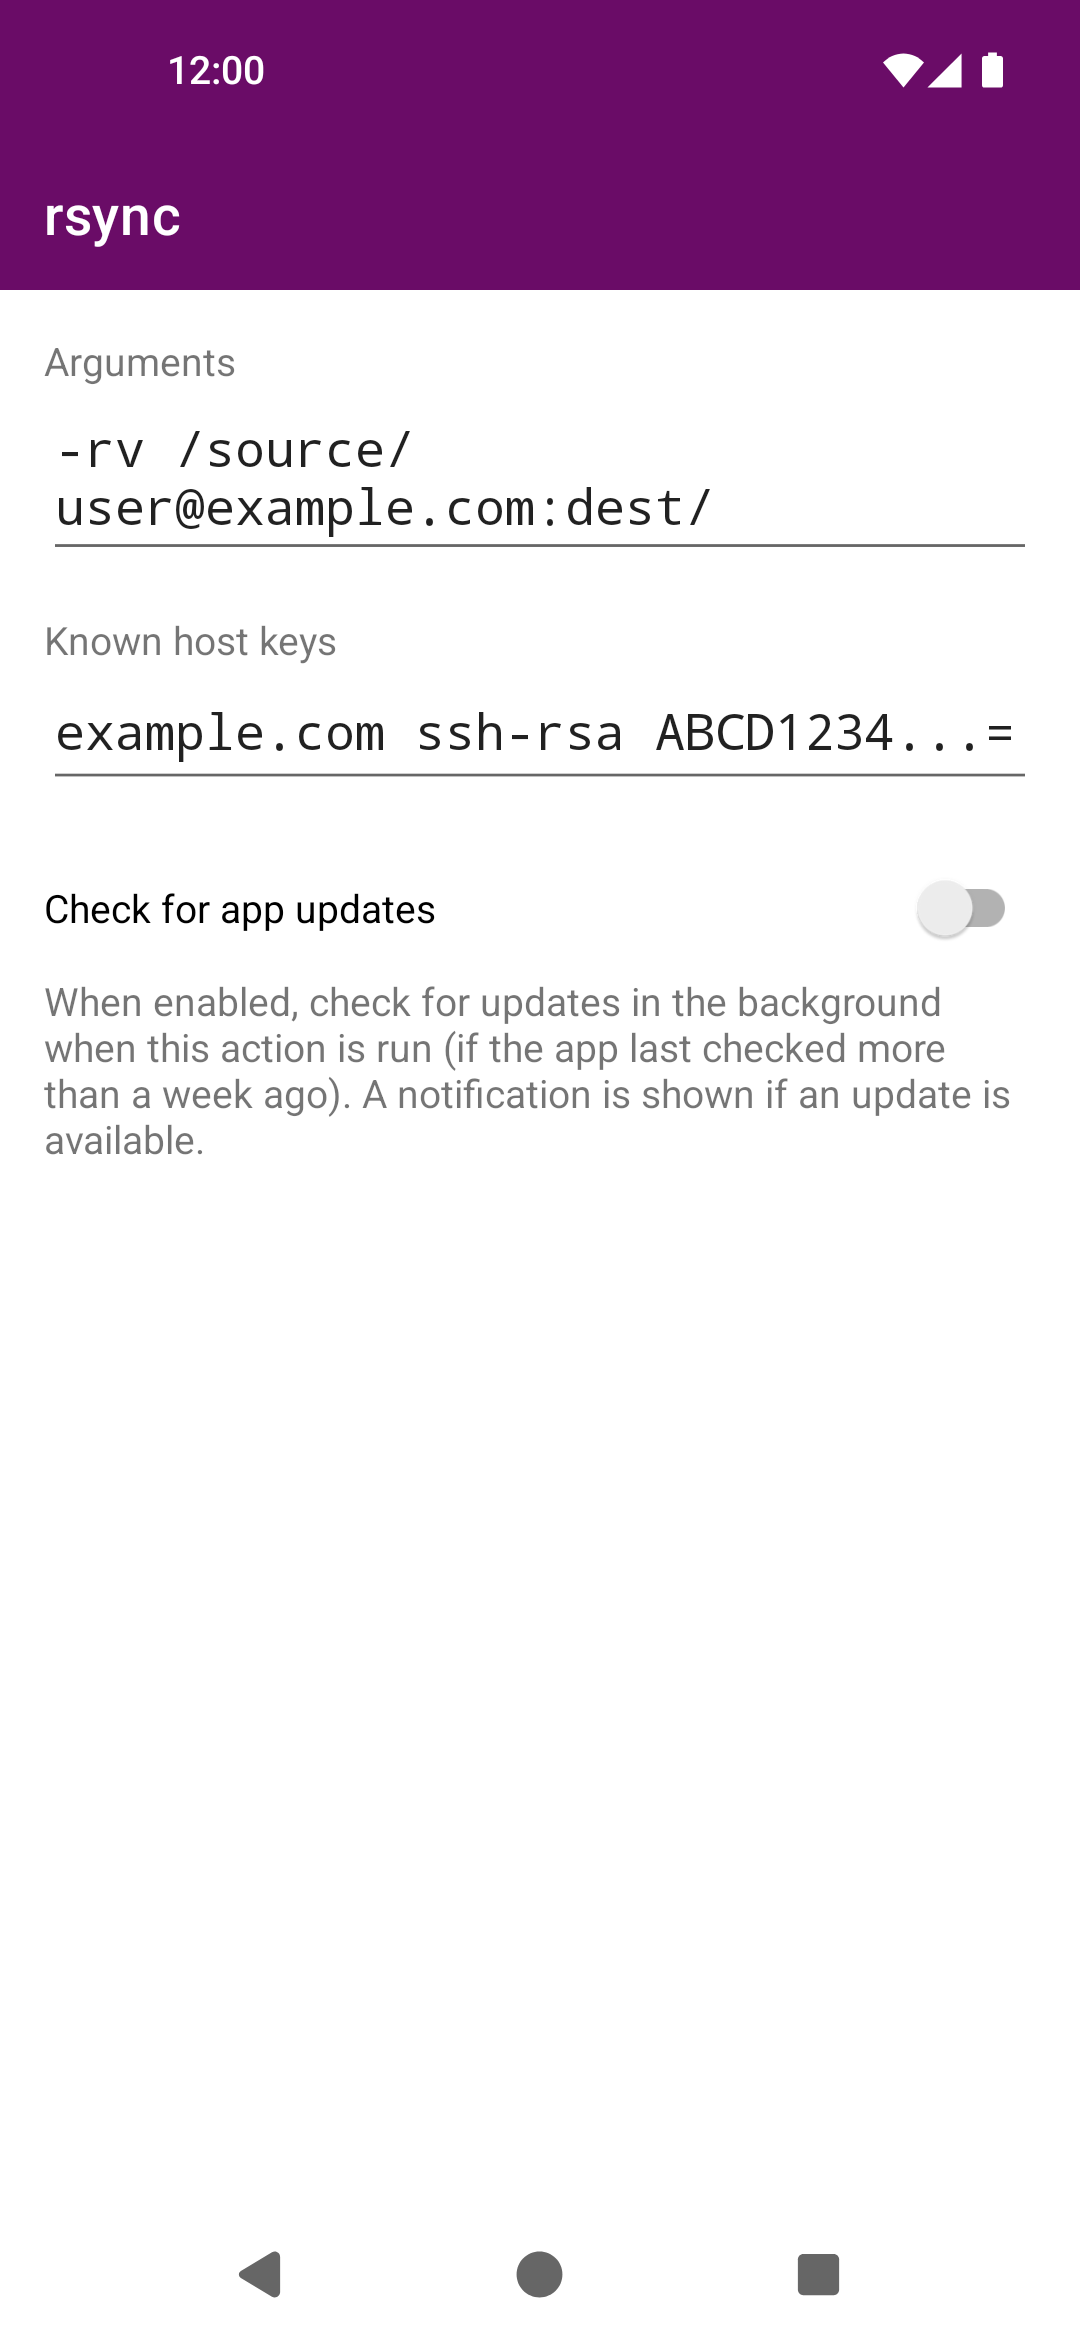 12:00
rsync
Arguments
-rv /source/
user@example.com:dest/
Known host keys
example.com ssh-rsa ABCD1234...=
Check for app updates
When enabled, check for updates in the background
when this action is run (if the app last checked more
than a week ago). A notification is shown if an update is
available.